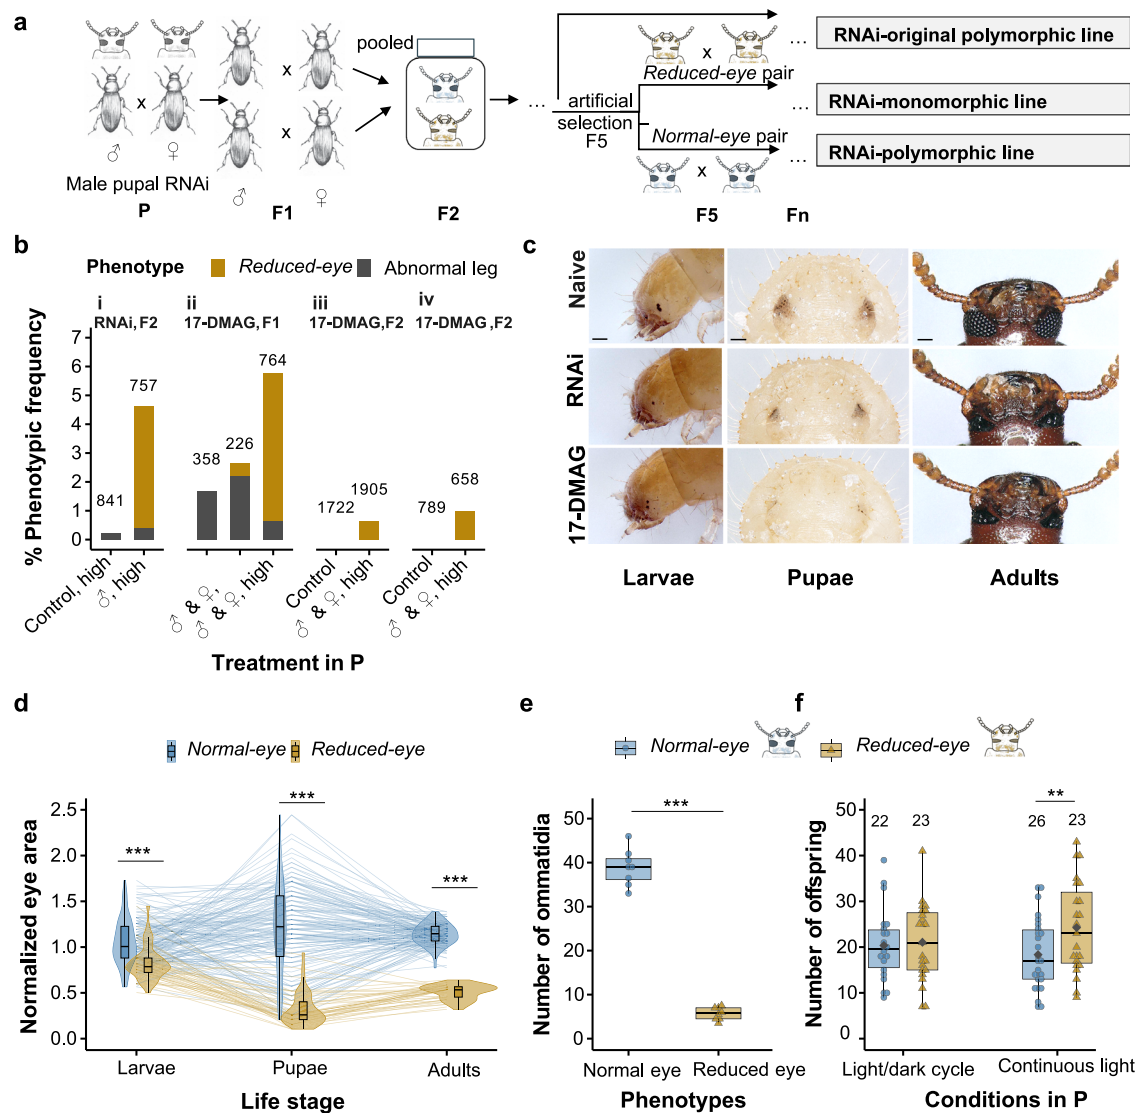 a
pooled
x
x
x
Male pupal RNAi
♂
♀
P
♂
F1
♀
F2
...
artificial
selection
F5
x
Reduced-eye pair
Normal-eye pair
x
F5
Fn
...
RNAi-original polymorphic line
...
RNAi-monomorphic line
...
RNAi-polymorphic line
b
Phenotype
Reduced-eye
Abnormal leg
i
RNAi, F2
ii
17-DMAG, F1
iii
17-DMAG,F2
iv
17-DMAG ,F2
% Phenotypic frequency
7
6
5
4
3
2
1
0
841
757
358
226
764
1722
1905
789
658
Control, high
♂, high
♂ & ♀,
♂ & ♀, high
Control
♂ & ♀, high
Control
♂ & ♀, high
Treatment in P
c
Naive
RNAi
17-DMAG
Larvae
Pupae
Adults
d
Normal-eye
Reduced-eye
Normalized eye area
2.5
2.0
1.5
1.0
0.5
0.0
***
***
***
Larvae
Pupae
Adults
Life stage
e
Normal-eye
f
Reduced-eye
Number of ommatidia
50
40
30
20
10
0
***
Normal eye
Reduced eye
Phenotypes
Number of offspring
50
40
30
20
10
0
22
23
**
26
23
Light/dark cycle
Continuous light
Conditions in P